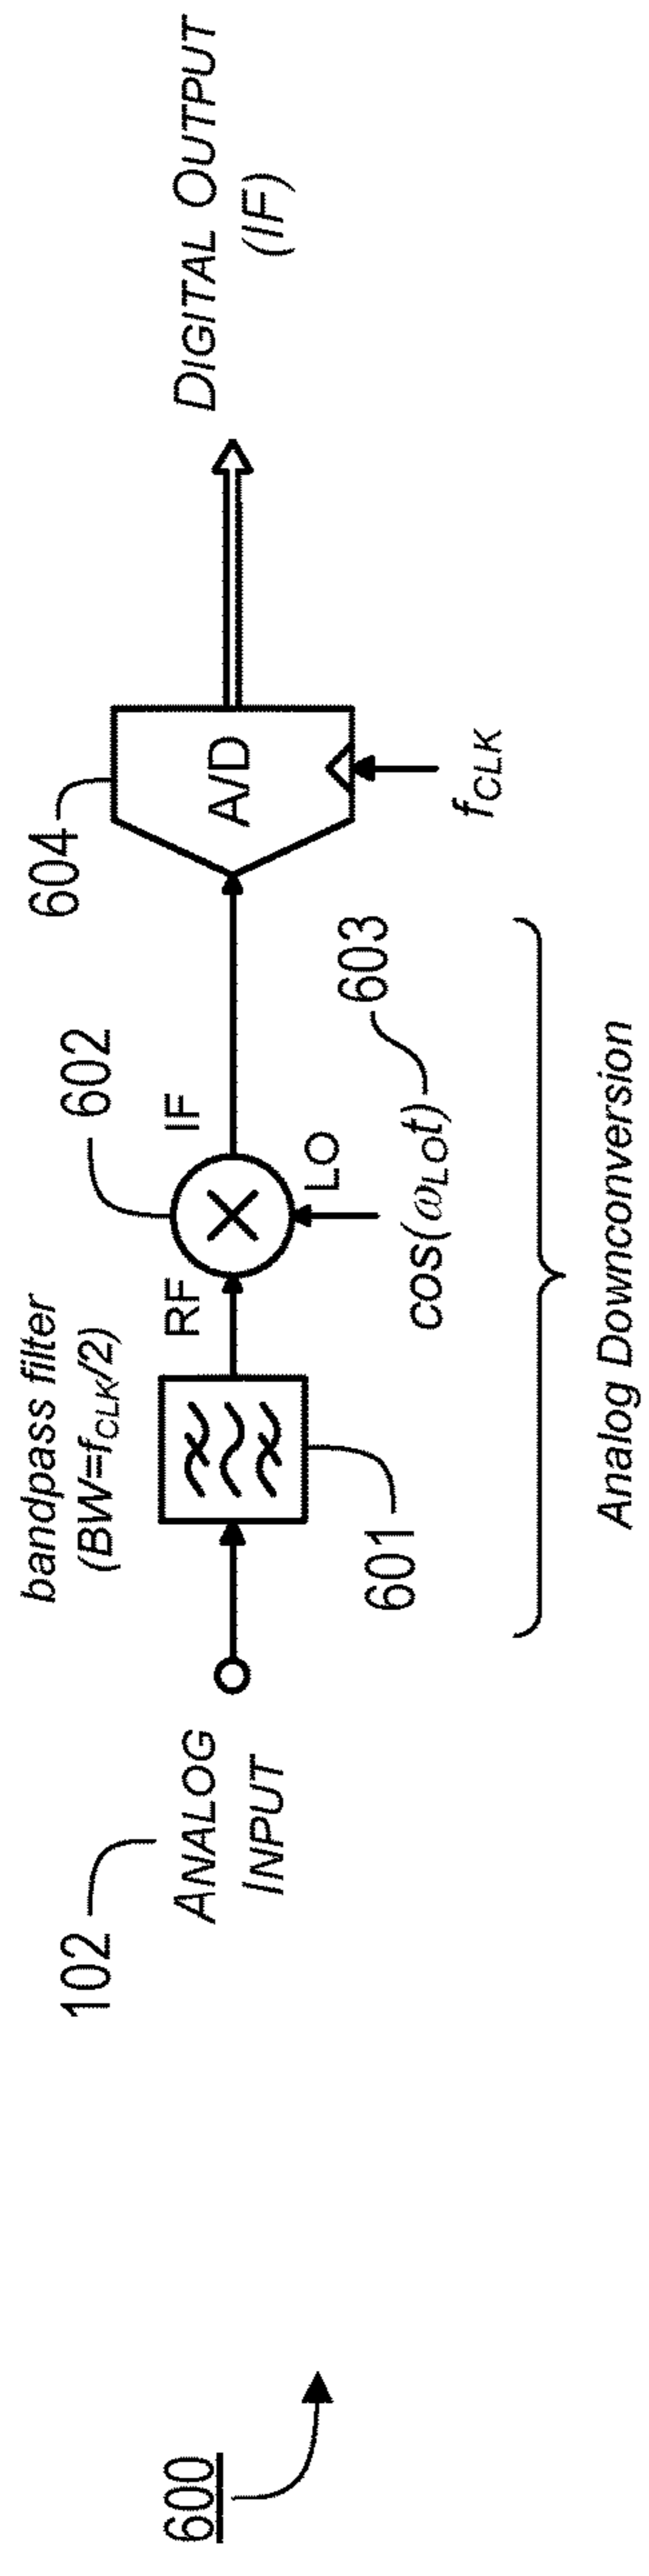 600
102
ANALOG
INPUT
bandpass filter
(BW=fCLK/2)
601
RF
602
IF
LO
cos(ωLOt)
603
604
A/D
fCLK
DIGITAL OUTPUT
(IF)
Analog Downconversion